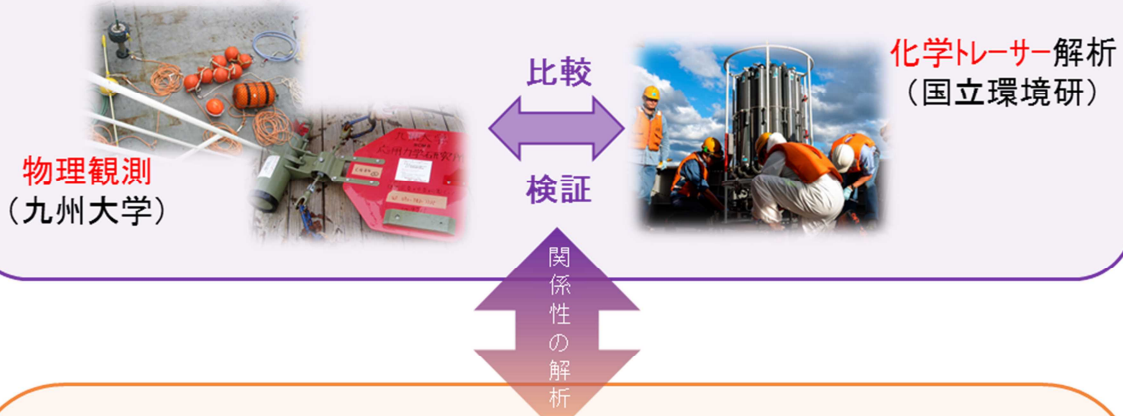 物理観測
（九州大学）
比較
検証
化学トレーサー解析
（国立環境研）
関係性の解析